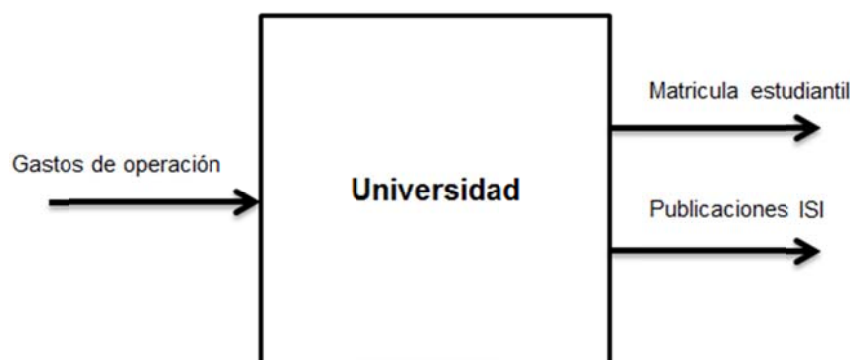 Matricula estudiantil
Gastos de operación
Universidad
Publicaciones ISI